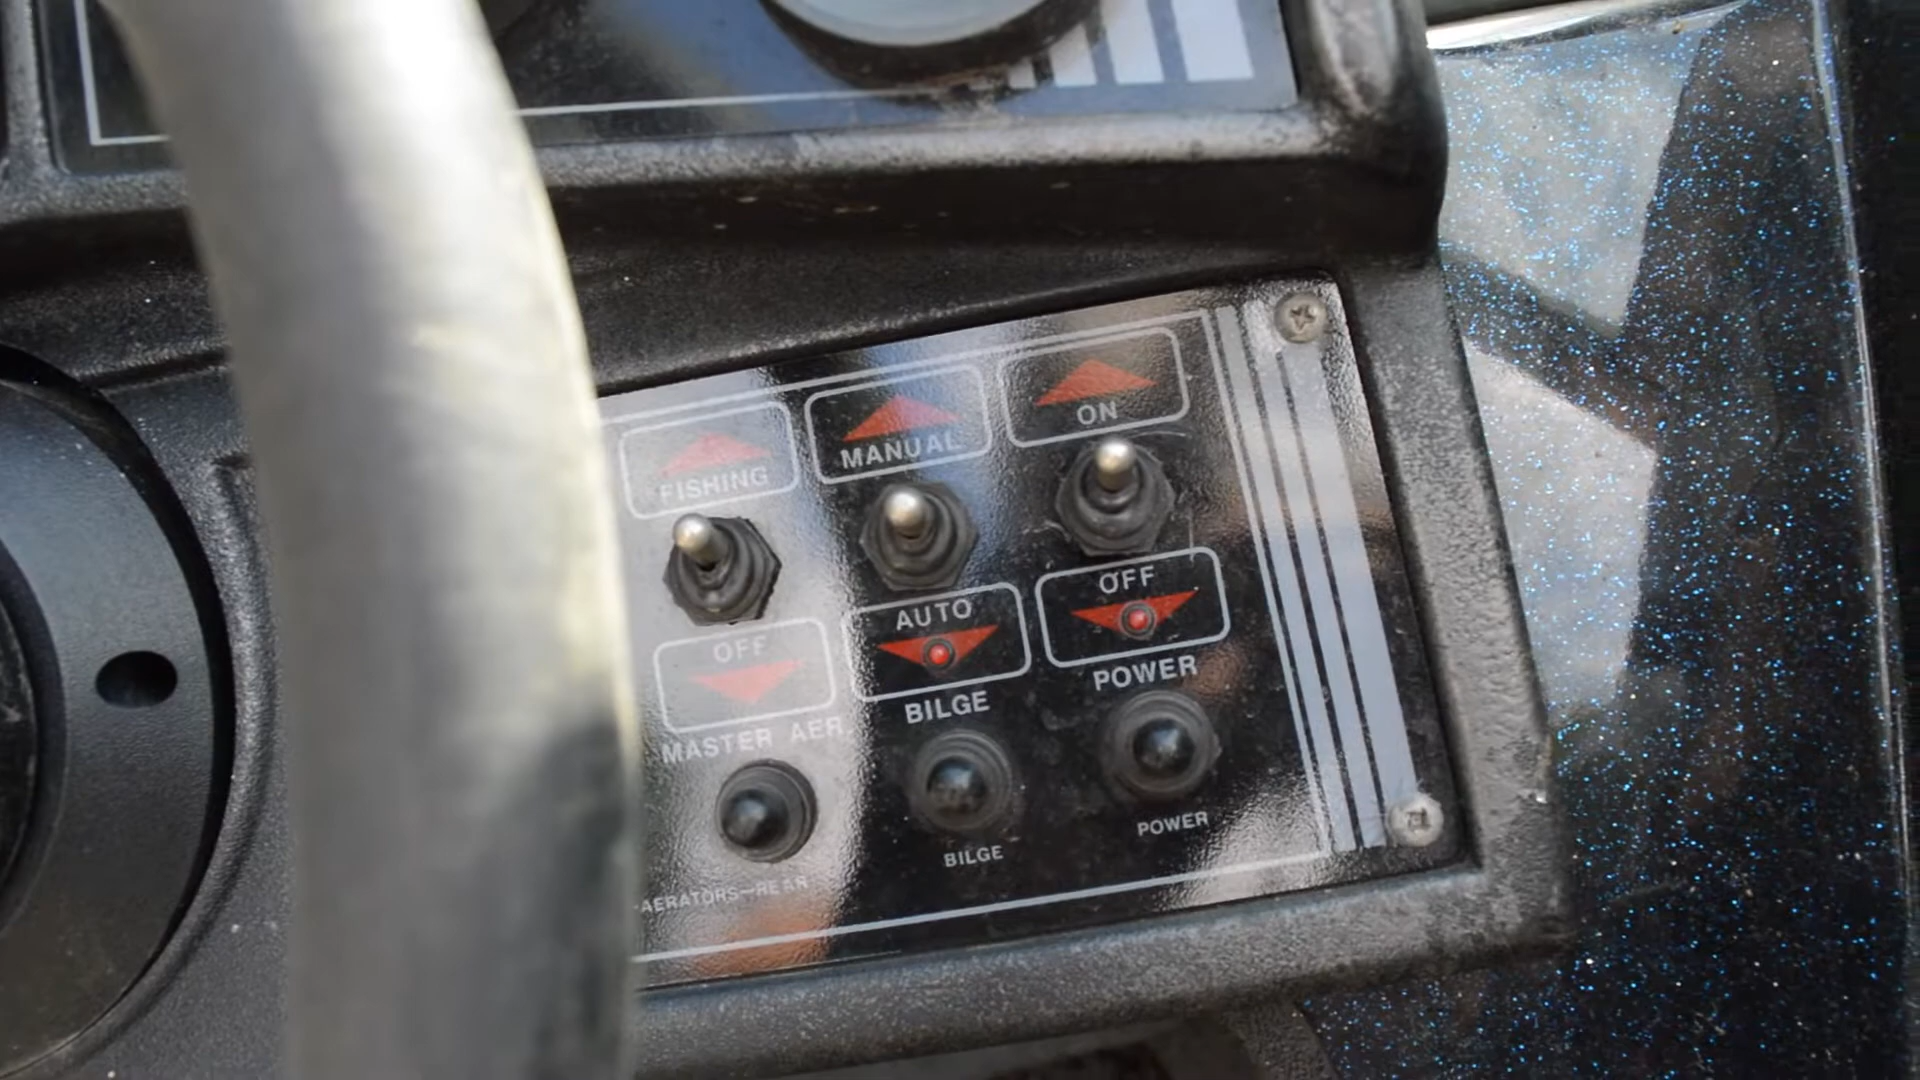 FISHING
MANUAL
ON
OFF
AUTO
OFF
MASTER AER.
BILGE
POWER
AERATORS-REAR
BILGE
POWER